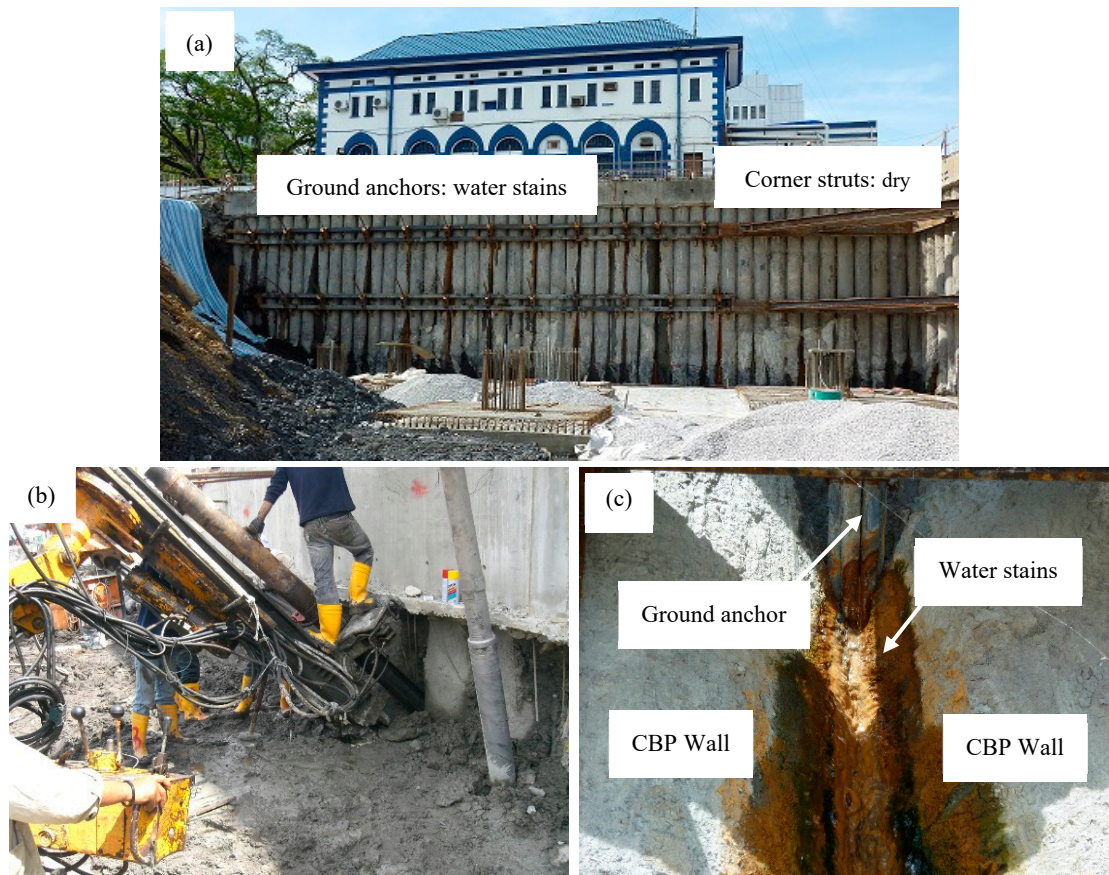 (a)
Ground anchors: water stains
Corner struts: dry
(b)
(c)
Ground anchor
Water stains
CBP Wall
CBP Wall